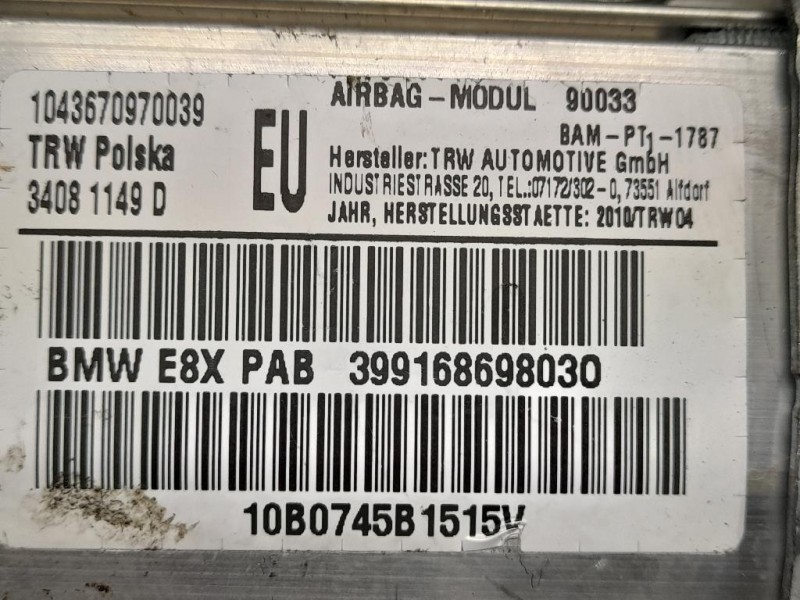 1043670970039
TRW Polska
3408 1149 D
EU
AIRBAG-MODUL 90033
BAM-PT1-1787
Hersteller: TRW AUTOMOTIVE GmbH
INDUSTRIESTRASSE 20, TEL.:07172/302-0, 73551 Alfdorf
JAHR, HERSTELLUNGSSTAETTE: 2010/TRW04
BMW E8X PAB 399168698030
10B0745B1515V